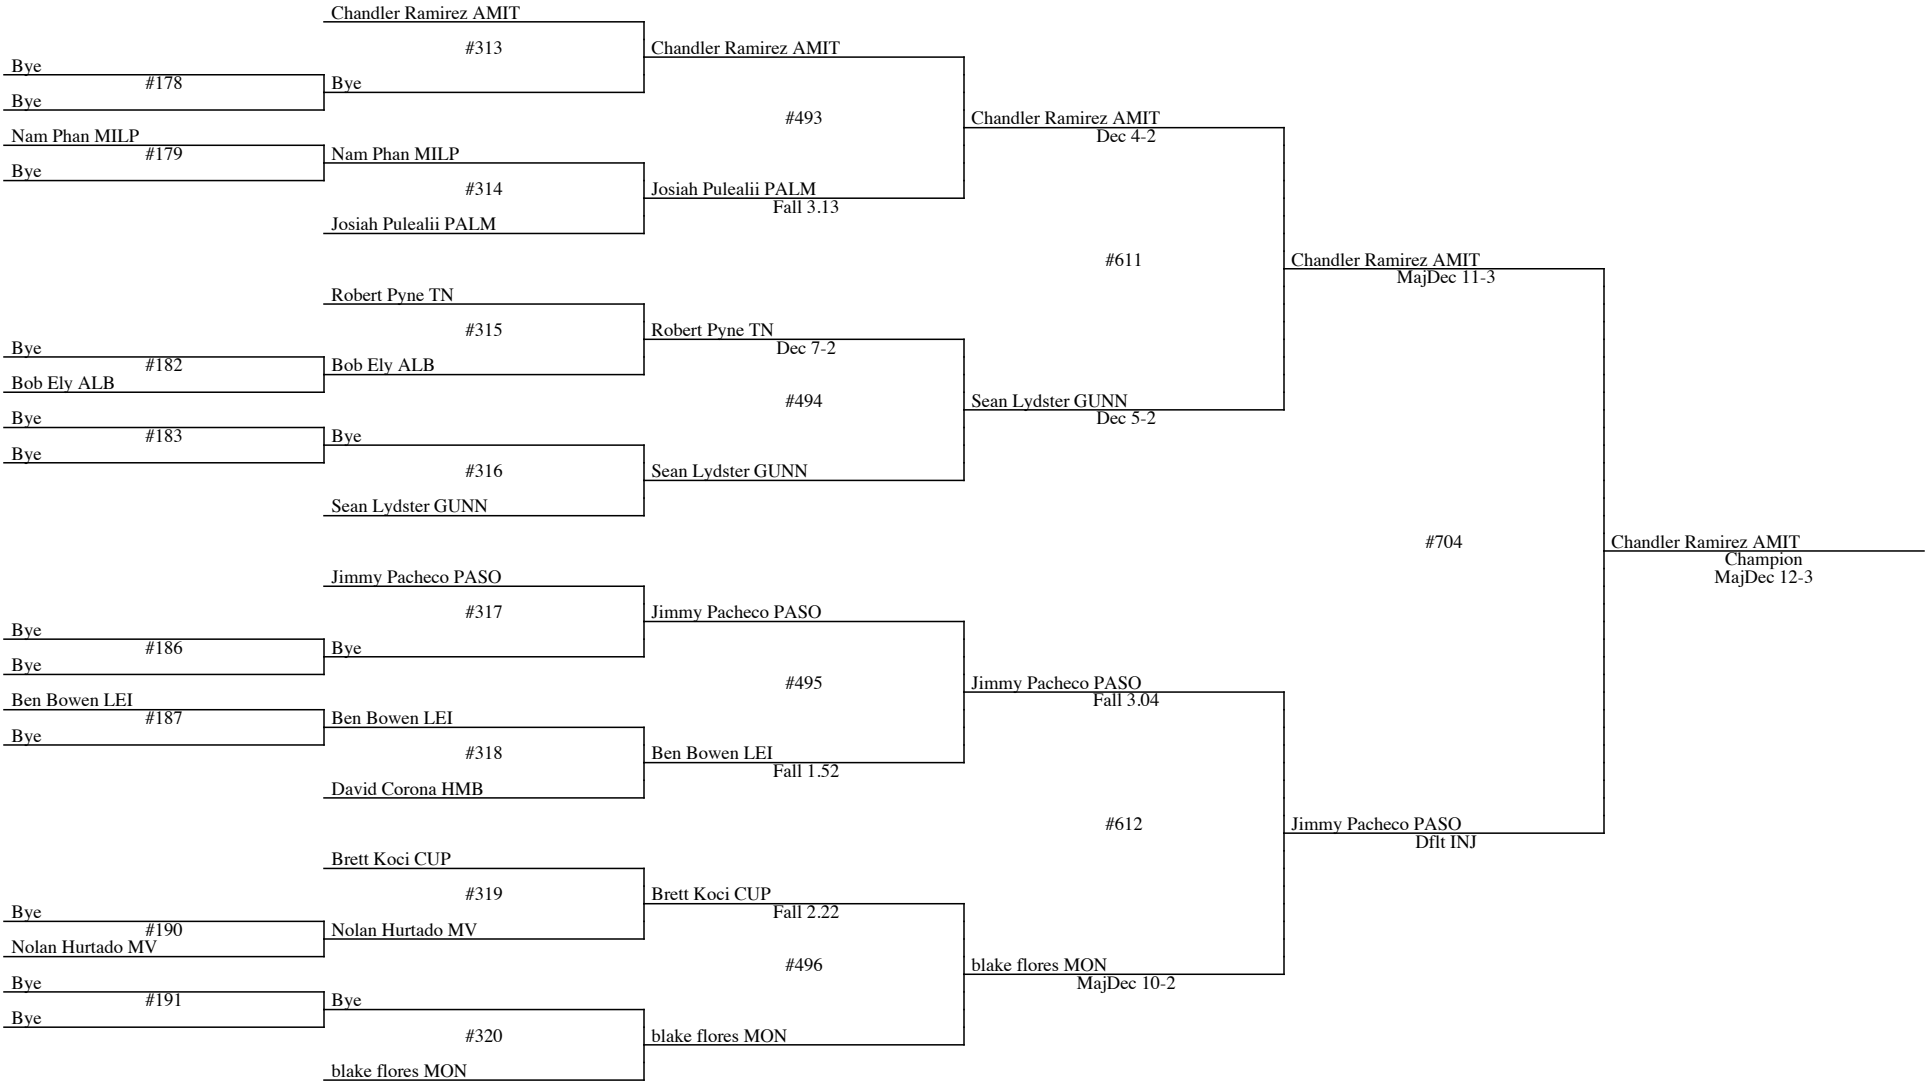 Chandler Ramirez AMIT
#313
Chandler Ramirez AMIT
Bye
#178
Bye
Bye
#493
Chandler Ramirez AMIT
Dec 4-2
Nam Phan MILP
#179
Nam Phan MILP
Bye
#314
Josiah Pulealii PALM
Fall 3.13
Josiah Pulealii PALM
#611
Chandler Ramirez AMIT
MajDec 11-3
Robert Pyne TN
#315
Robert Pyne TN
Dec 7-2
Bye
#182
Bob Ely ALB
Bob Ely ALB
#494
Sean Lydster GUNN
Dec 5-2
Bye
#183
Bye
Bye
#316
Sean Lydster GUNN
Sean Lydster GUNN
#704
Chandler Ramirez AMIT
Champion
MajDec 12-3
Jimmy Pacheco PASO
#317
Jimmy Pacheco PASO
Bye
#186
Bye
Bye
#495
Jimmy Pacheco PASO
Fall 3.04
Ben Bowen LEI
#187
Ben Bowen LEI
Bye
#318
Ben Bowen LEI
Fall 1.52
David Corona HMB
#612
Jimmy Pacheco PASO
Dflt INJ
Brett Koci CUP
#319
Brett Koci CUP
Fall 2.22
Bye
#190
Nolan Hurtado MV
Nolan Hurtado MV
#496
blake flores MON
MajDec 10-2
Bye
#191
Bye
Bye
#320
blake flores MON
blake flores MON